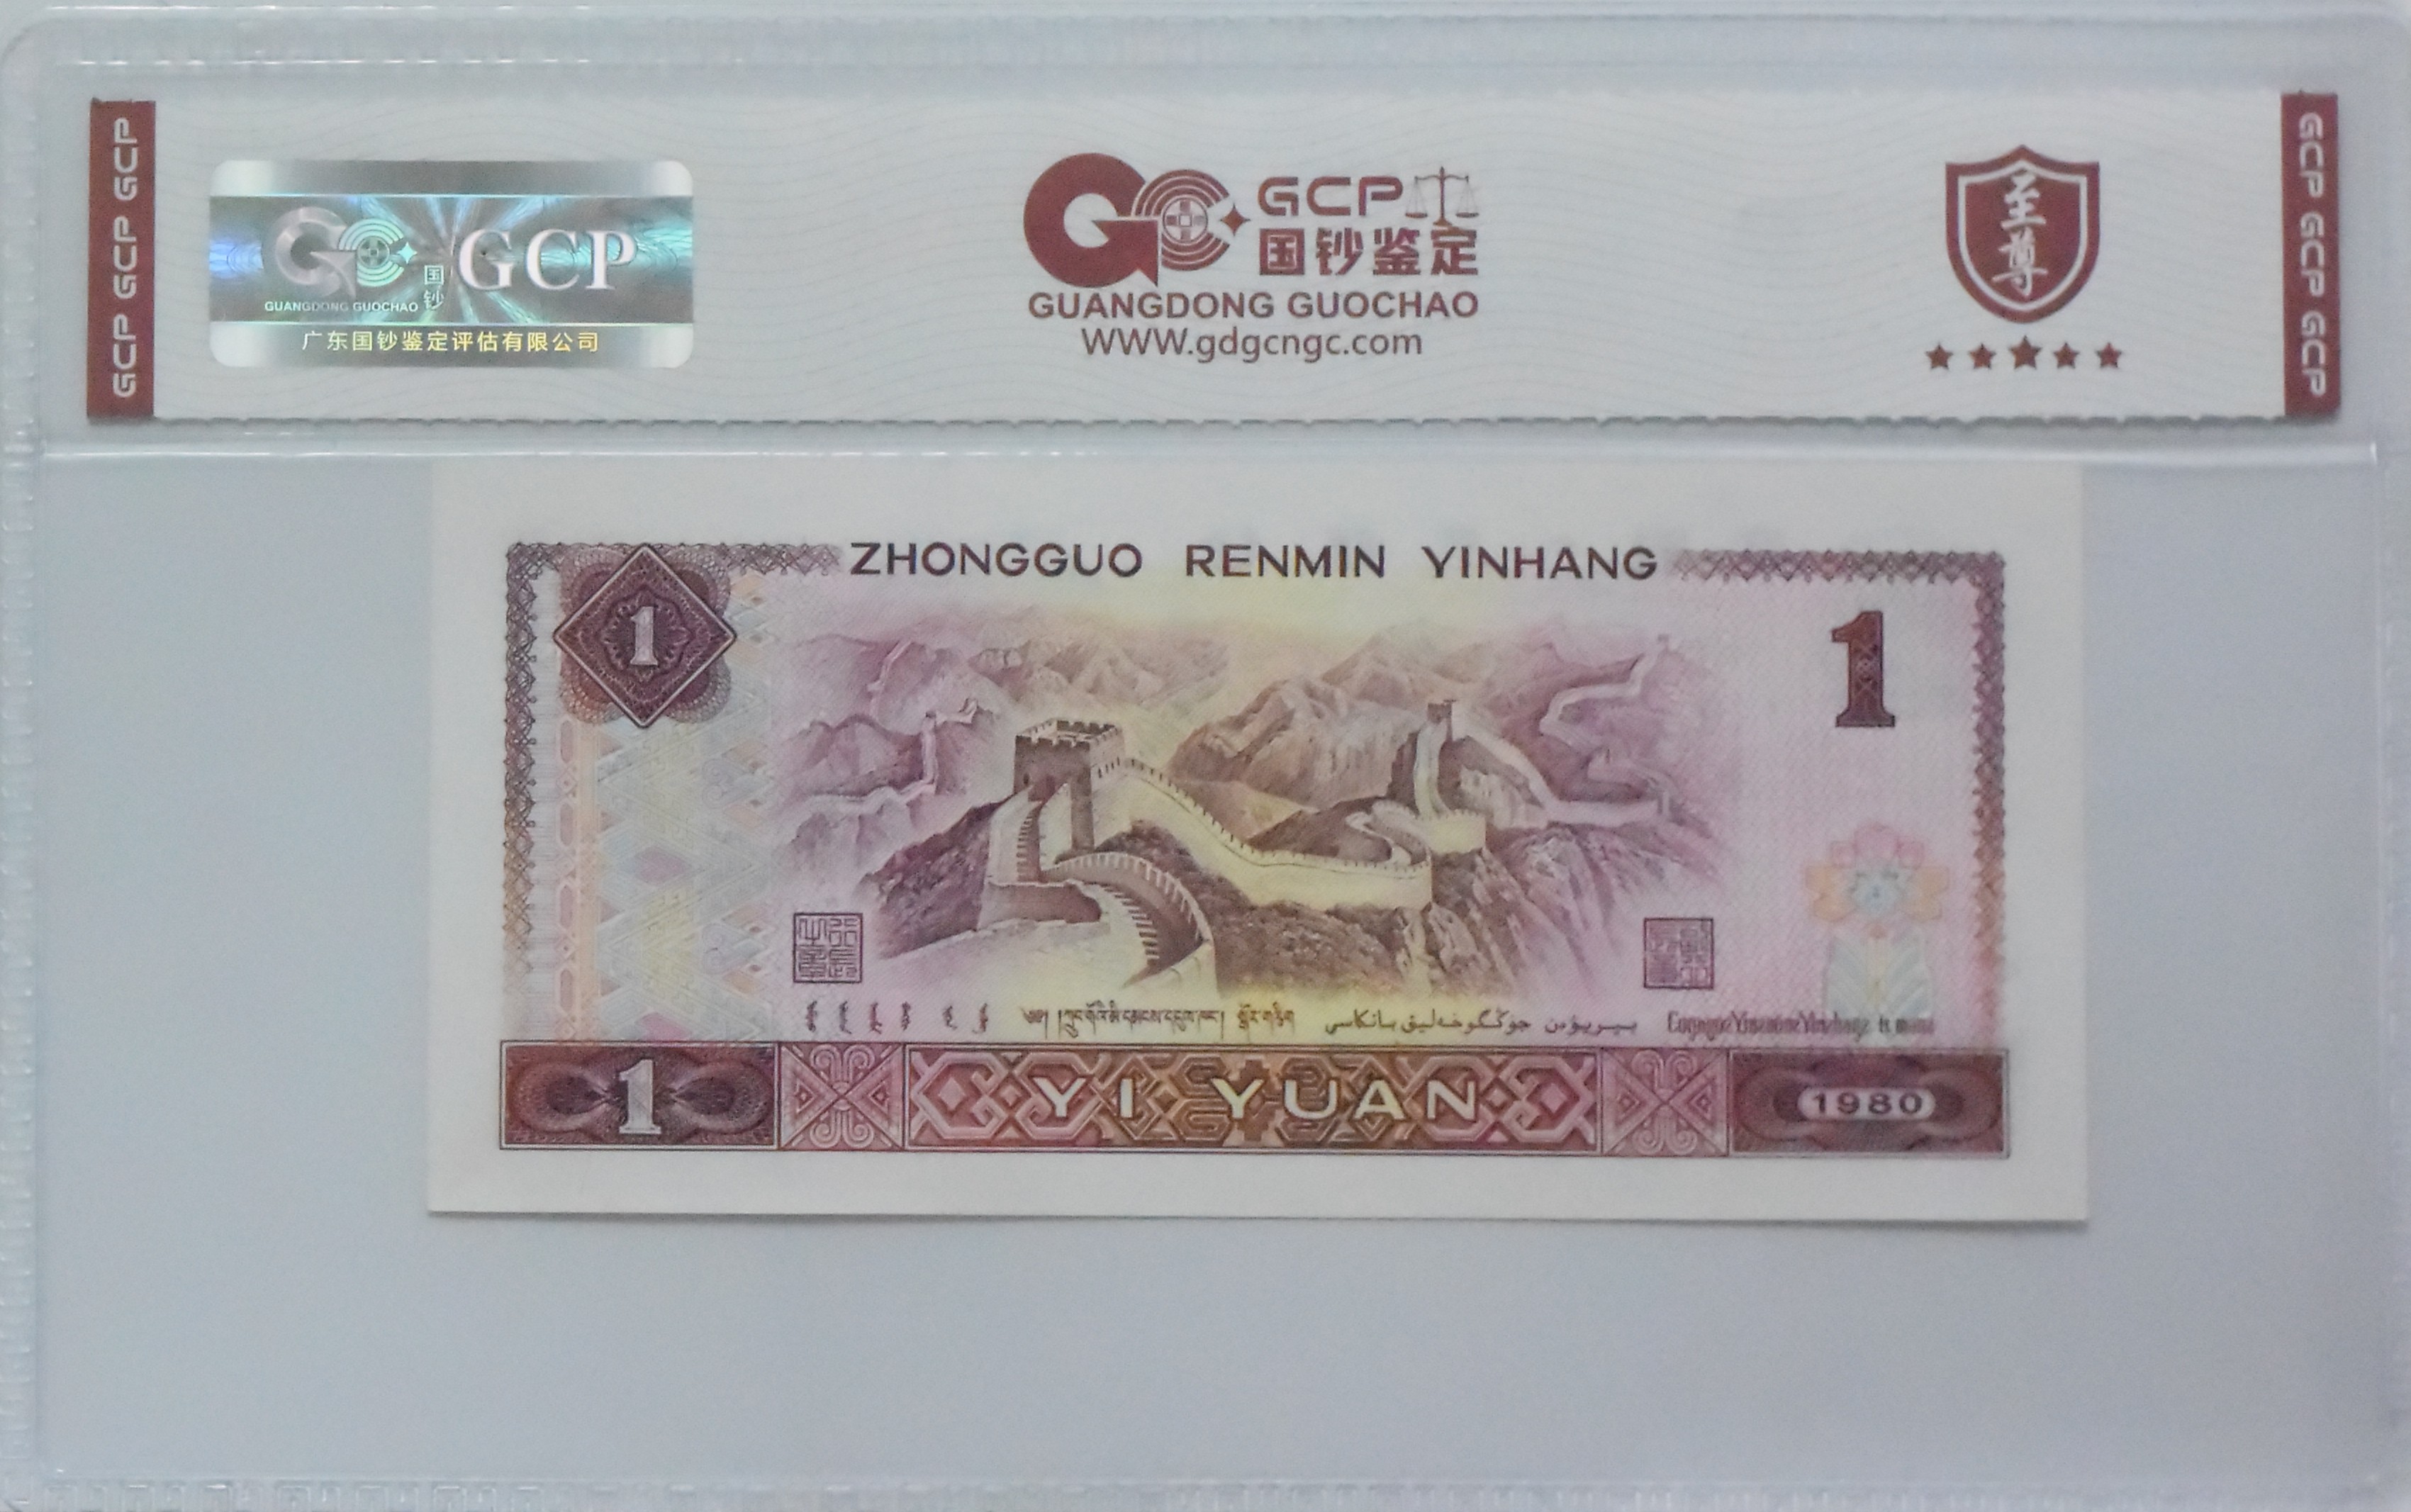 GCP GCP GCP
GCP
国钞
GUANGDONG GUOCHAO
广东国钞鉴定评估有限公司
GCP
国钞鉴定
GUANGDONG GUOCHAO
WWW.gdgcngc.com
至尊
GCP GCP GCP
ZHONGGUO RENMIN YINHANG
1
1
1
YI YUAN
1980